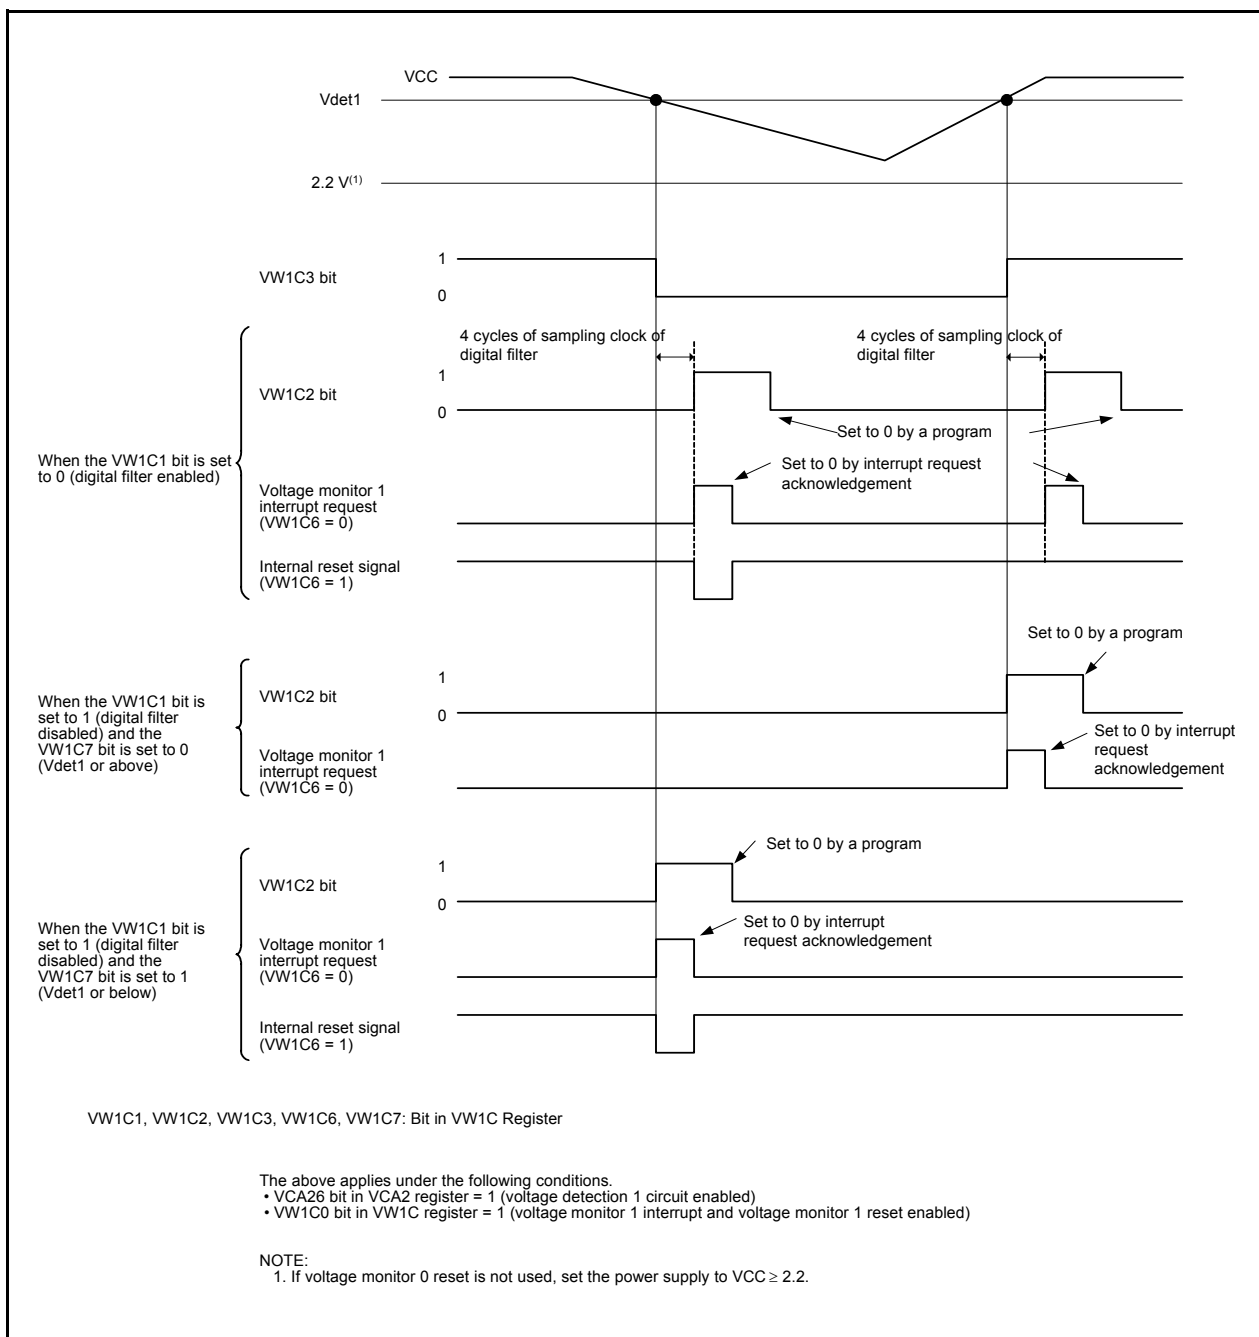 VCC
Vdet1
2.2 V(1)
VW1C3 bit
1
0
4 cycles of sampling clock of
digital filter
4 cycles of sampling clock of
digital filter
VW1C2 bit
1
0
Set to 0 by a program
When the VW1C1 bit is set
to 0 (digital filter enabled)
Set to 0 by interrupt request
acknowledgement
Voltage monitor 1
interrupt request
(VW1C6 = 0)
Internal reset signal
(VW1C6 = 1)
Set to 0 by a program
When the VW1C1 bit is
set to 1 (digital filter
disabled) and the
VW1C7 bit is set to 0
(Vdet1 or above)
VW1C2 bit
1
0
Voltage monitor 1
interrupt request
(VW1C6 = 0)
Set to 0 by interrupt
request
acknowledgement
Set to 0 by a program
VW1C2 bit
1
0
When the VW1C1 bit is
set to 1 (digital filter
disabled) and the
VW1C7 bit is set to 1
(Vdet1 or below)
Set to 0 by interrupt
request acknowledgement
Voltage monitor 1
interrupt request
(VW1C6 = 0)
Internal reset signal
(VW1C6 = 1)
VW1C1, VW1C2, VW1C3, VW1C6, VW1C7: Bit in VW1C Register
The above applies under the following conditions.
• VCA26 bit in VCA2 register = 1 (voltage detection 1 circuit enabled)
• VW1C0 bit in VW1C register = 1 (voltage monitor 1 interrupt and voltage monitor 1 reset enabled)
NOTE:
1. If voltage monitor 0 reset is not used, set the power supply to VCC ≥ 2.2.